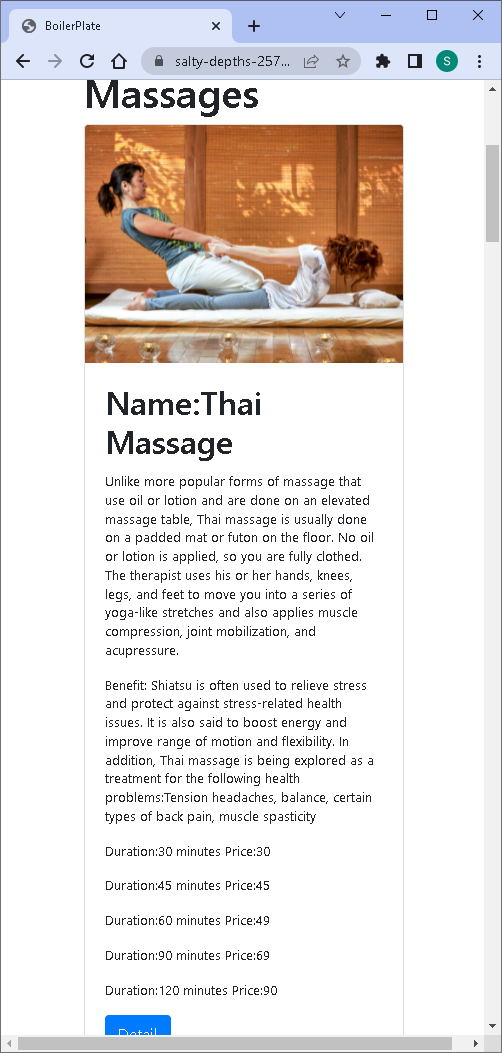 BoilerPlate
salty-depths-257...
S
Massages
Name:Thai
Massage
Unlike more popular forms of massage that
use oil or lotion and are done on an elevated
massage table, Thai massage is usually done
on a padded mat or futon on the floor. No oil
or lotion is applied, so you are fully clothed.
The therapist uses his or her hands, knees,
legs, and feet to move you into a series of
yoga-like stretches and also applies muscle
compression, joint mobilization, and
acupressure.
Benefit: Shiatsu is often used to relieve stress
and protect against stress-related health
issues. It is also said to boost energy and
improve range of motion and flexibility. In
addition, Thai massage is being explored as a
treatment for the following health
problems:Tension headaches, balance, certain
types of back pain, muscle spasticity
Duration:30 minutes Price:30
Duration:45 minutes Price:45
Duration:60 minutes Price:49
Duration:90 minutes Price:69
Duration:120 minutes Price:90
Detail